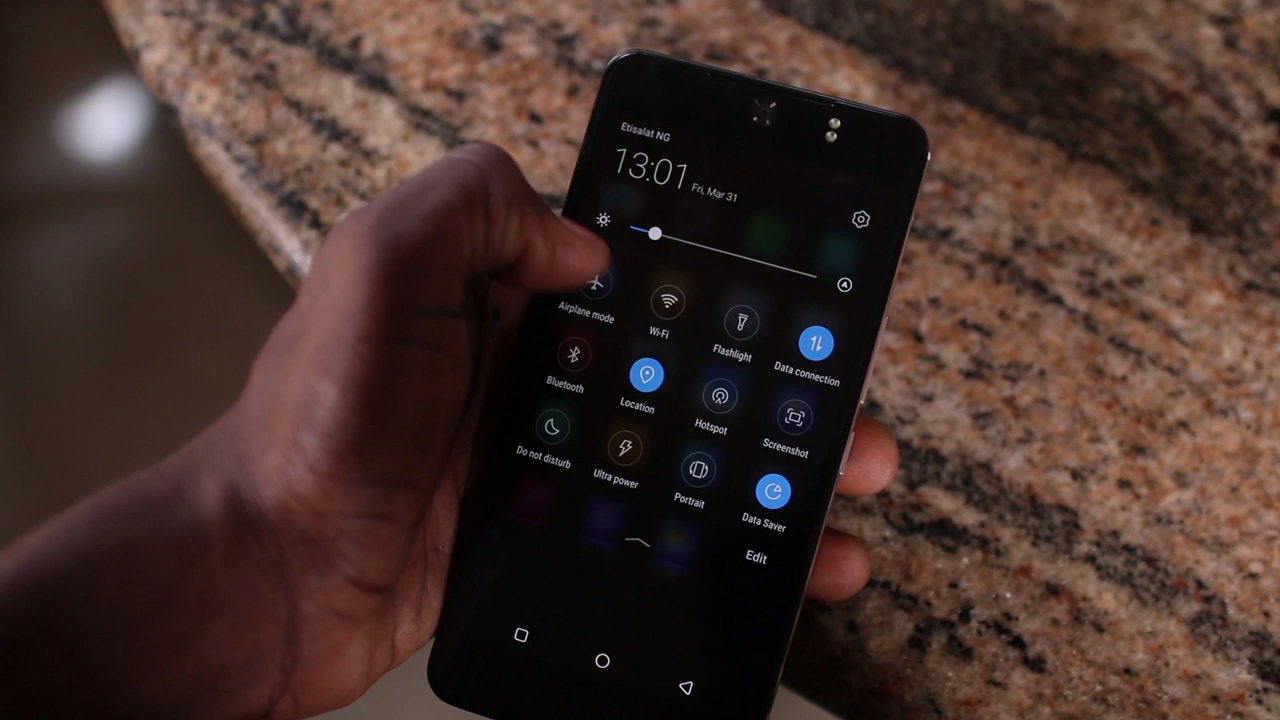 Etisalat NG
13:01 Fri, Mar 31
A
Airplane mode
Wi-Fi
Flashlight
Data connection
Bluetooth
Location
Hotspot
Screenshot
Do not disturb
Ultra power
Portrait
Data Saver
Edit